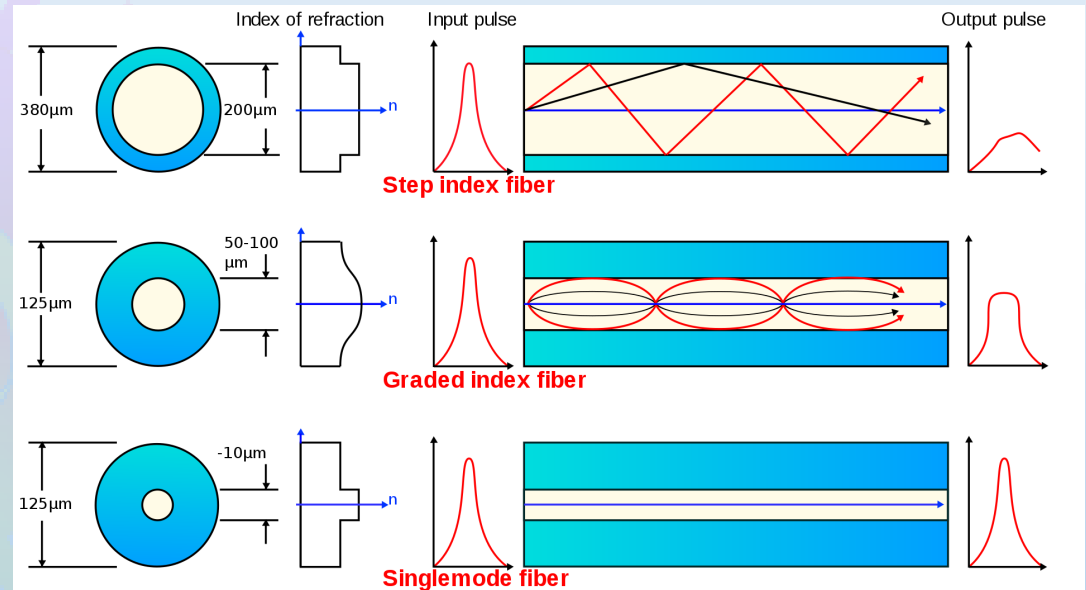 Index of refraction
Input pulse
Output pulse
380μm
200μm
n
Step index fiber
50-100
μm
125μm
n
Graded index fiber
-10μm
125μm
n
Singlemode fiber